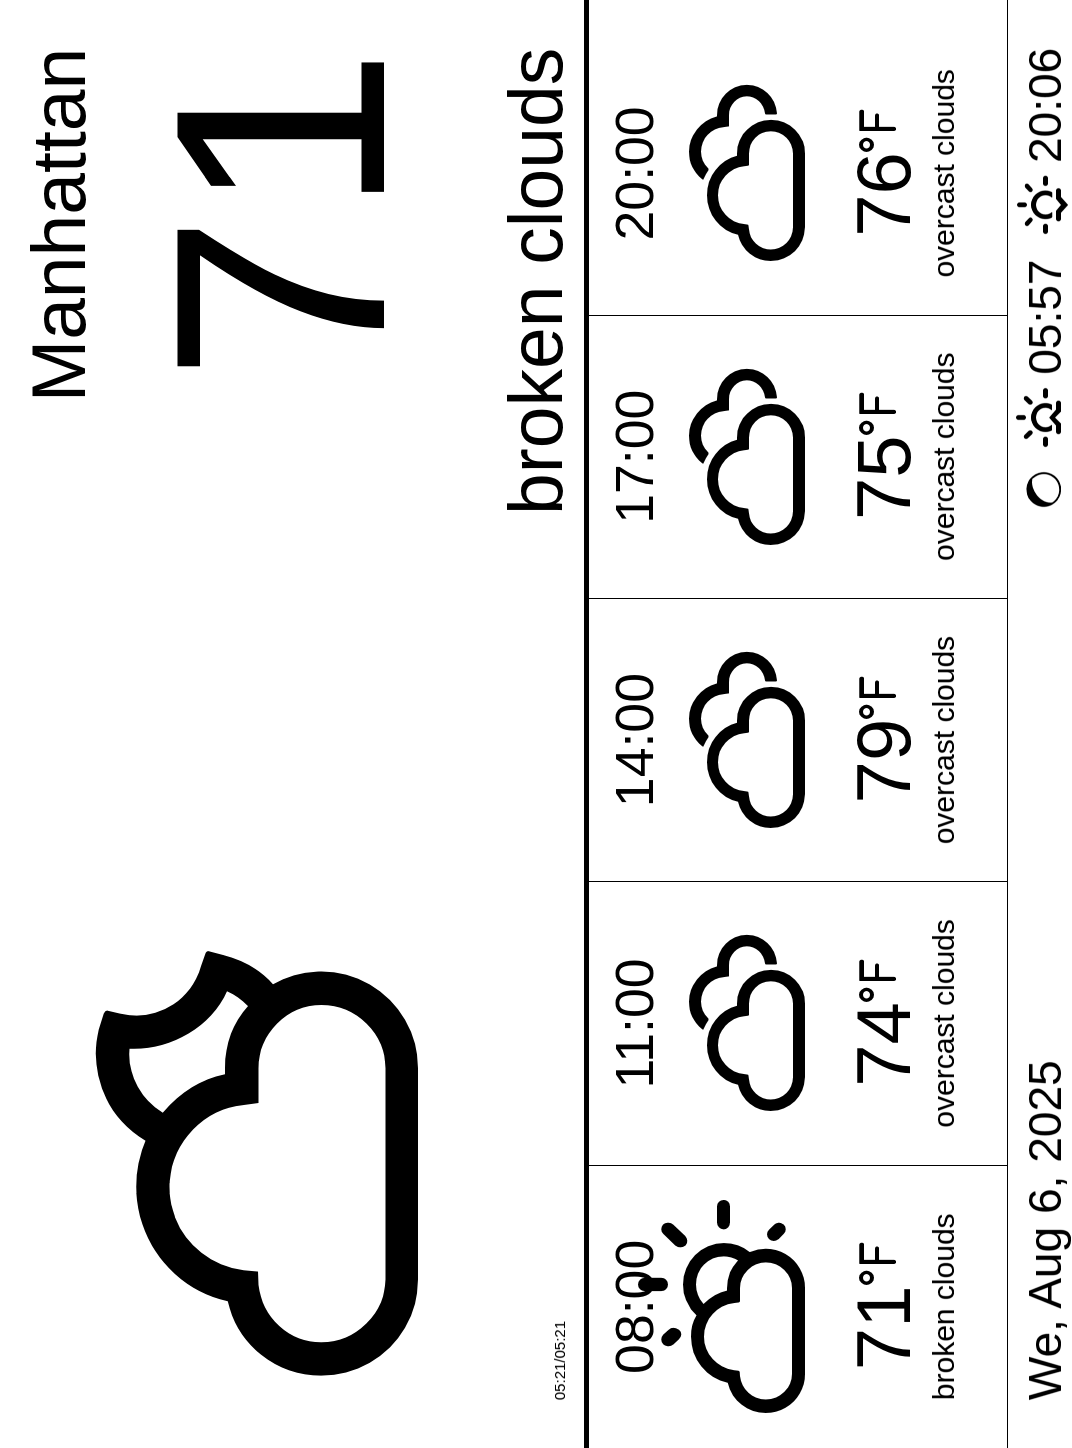 Manhattan
71
broken clouds
05:21/05:21
08:00
71°F
broken clouds
11:00
74°F
overcast clouds
14:00
79°F
overcast clouds
17:00
75°F
overcast clouds
20:00
76°F
overcast clouds
We, Aug 6, 2025
05:57 20:06